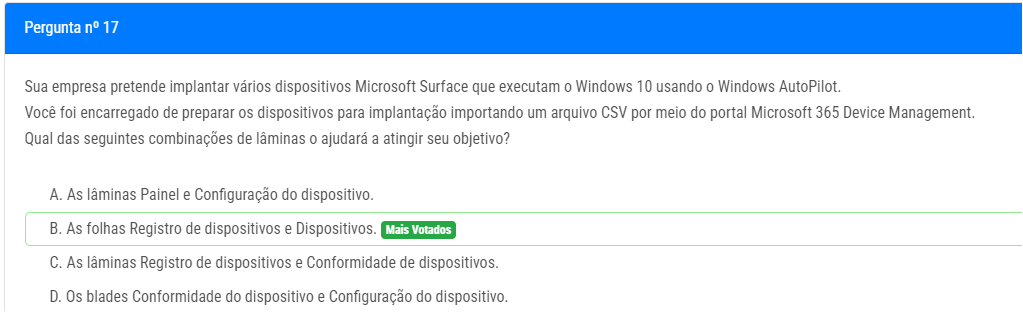 Pergunta nº 17
Sua empresa pretende implantar vários dispositivos Microsoft Surface que executam o Windows 10 usando o Windows AutoPilot.
Você foi encarregado de preparar os dispositivos para implantação importando um arquivo CSV por meio do portal Microsoft 365 Device Management.
Qual das seguintes combinações de lâminas o ajudará a atingir seu objetivo?
A. As lâminas Painel e Configuração do dispositivo.
B. As folhas Registro de dispositivos e Dispositivos. Mais Votados
C. As lâminas Registro de dispositivos e Conformidade de dispositivos.
D. Os blades Conformidade do dispositivo e Configuração do dispositivo.